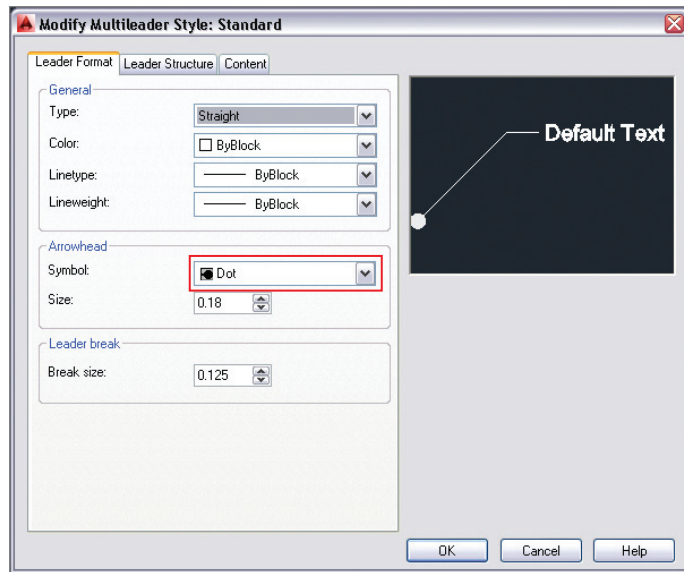 Modify Multileader Style: Standard
Leader Format Leader Structure Content
General
Type: Straight
Color: ByBlock
Linetype: ByBlock
Lineweight: ByBlock
Default Text
Arrowhead
Symbol: Dot
Size: 0.18
Leader break
Break size: 0.125
OK Cancel Help